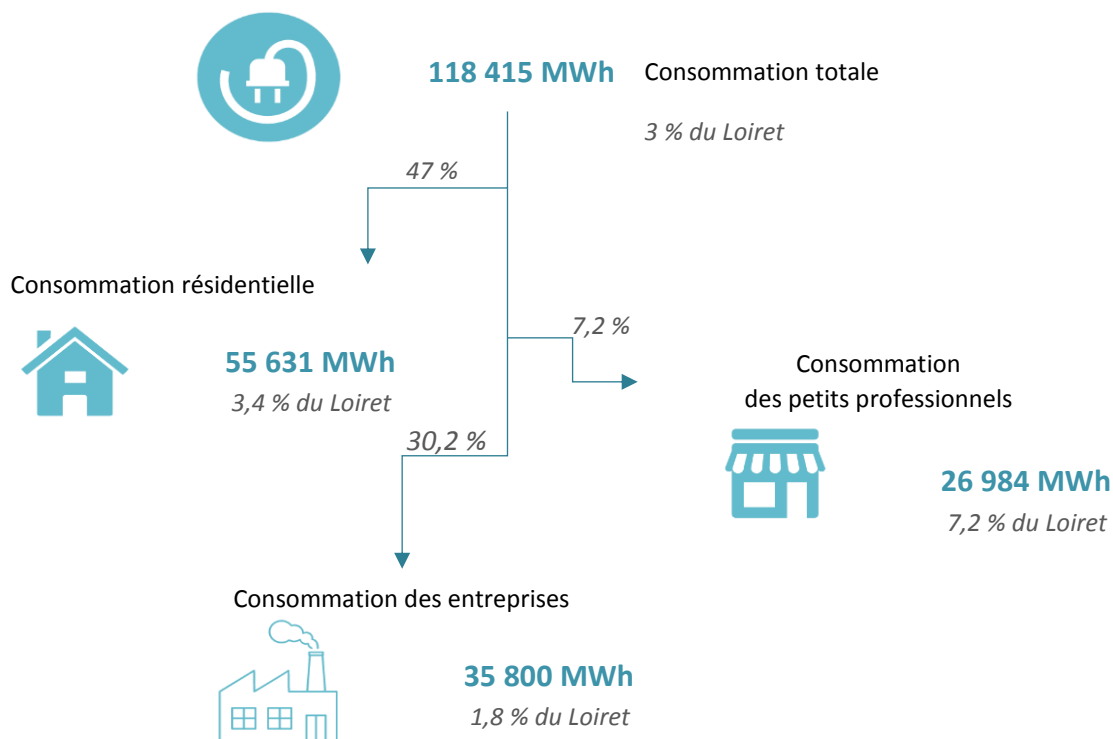 118 415 MWh Consommation totale
3 % du Loiret
47 %
Consommation résidentielle
55 631 MWh
3,4 % du Loiret
7,2 %
Consommation
des petits professionnels
26 984 MWh
7,2 % du Loiret
30,2 %
Consommation des entreprises
35 800 MWh
1,8 % du Loiret